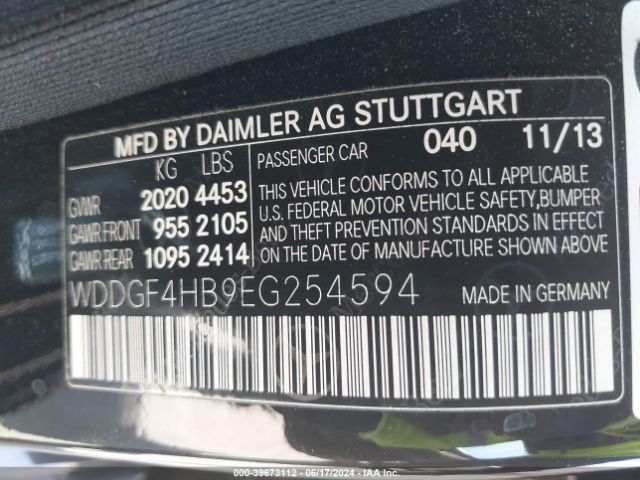 MFD BY DAIMLER AG STUTTGART
KG LBS PASSENGER CAR 040 11/13
GVWR 2020 4453
GAWR FRONT 955 2105
GAWR REAR 1095 2414
THIS VEHICLE CONFORMS TO ALL APPLICABLE
U.S. FEDERAL MOTOR VEHICLE SAFETY,BUMPER
AND THEFT PREVENTION STANDARDS IN EFFECT
ON THE DATE OF MANUFACTURE SHOWN ABOVE
WDDGF4HB9EG254594 MADE IN GERMANY
000-39673112 - 06/17/2024 - IAA Inc.